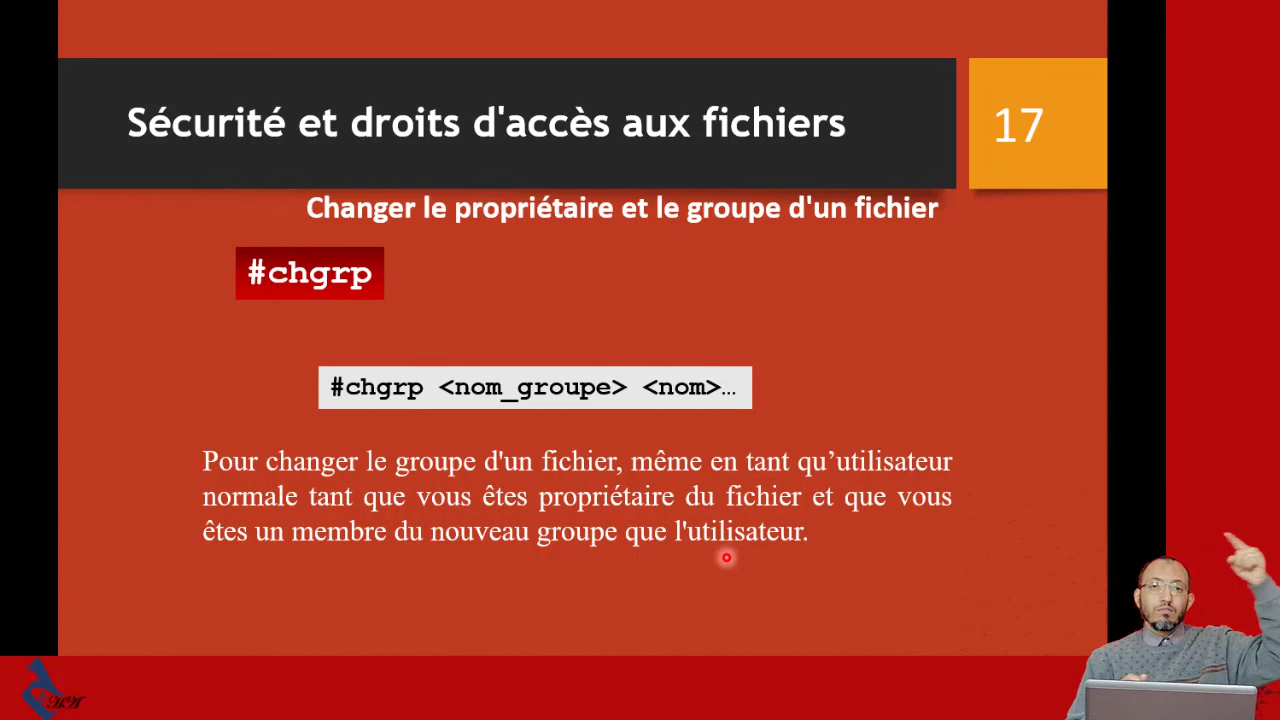 Sécurité et droits d'accès aux fichiers
17
Changer le propriétaire et le groupe d'un fichier
#chgrp
#chgrp <nom_groupe> <nom>…
Pour changer le groupe d'un fichier, même en tant qu’utilisateur
normale tant que vous êtes propriétaire du fichier et que vous
êtes un membre du nouveau groupe que l'utilisateur.